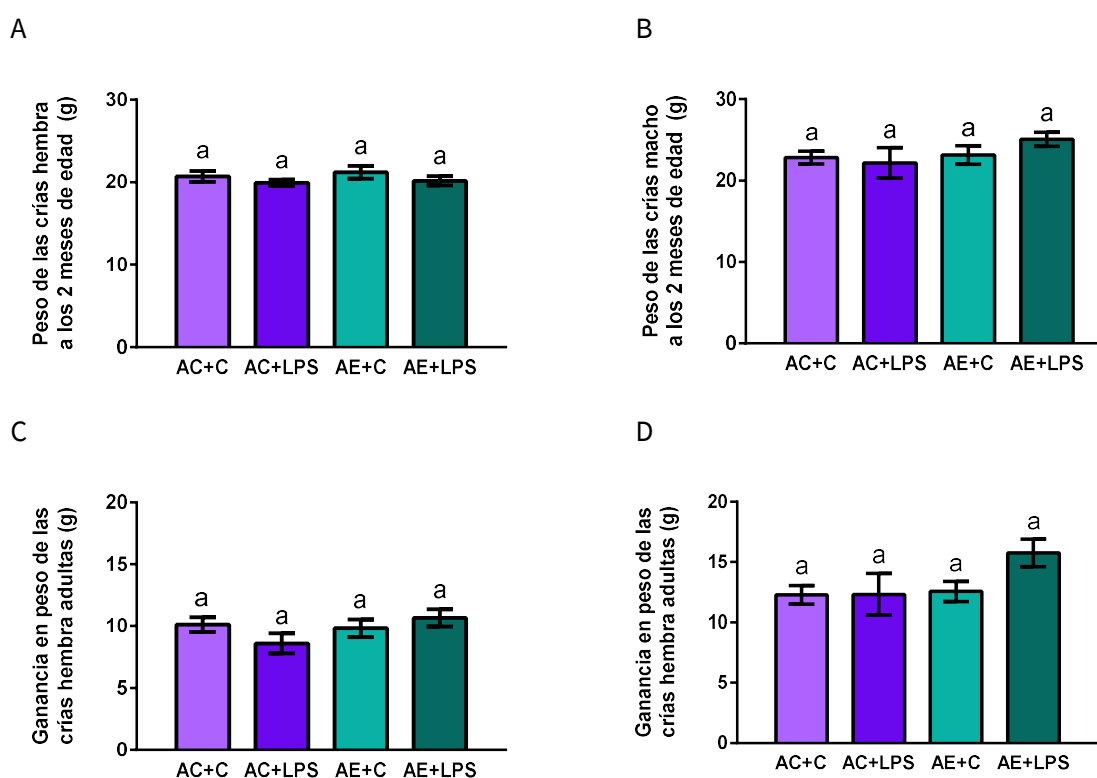 A
Peso de las crías hembra
a los 2 meses de edad (g)
30
20
10
0
a
a
a
a
AC+C
AC+LPS
AE+C
AE+LPS
B
Peso de las crías macho
a los 2 meses de edad (g)
30
20
10
0
a
a
a
a
AC+C
AC+LPS
AE+C
AE+LPS
C
Ganancia en peso de las
crías hembra adultas (g)
20
15
10
5
0
a
a
a
a
AC+C
AC+LPS
AE+C
AE+LPS
D
Ganancia en peso de las
crías hembra adultas (g)
20
15
10
5
0
a
a
a
a
AC+C
AC+LPS
AE+C
AE+LPS